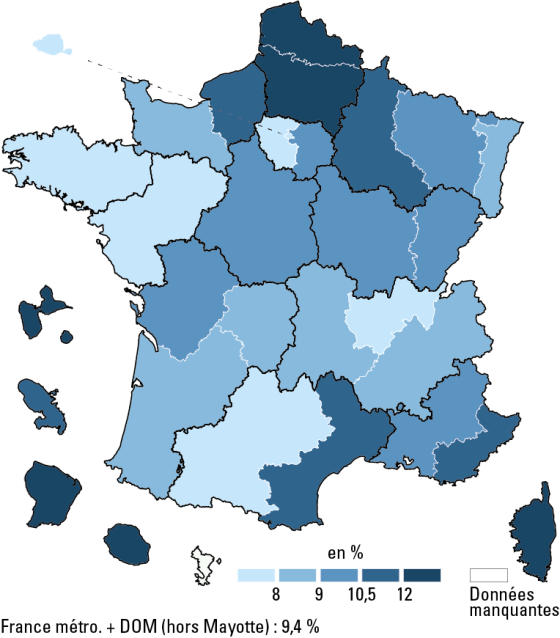 en %
8 9 10,5 12
Données
manquantes
France métro. + DOM (hors Mayotte) : 9,4 %